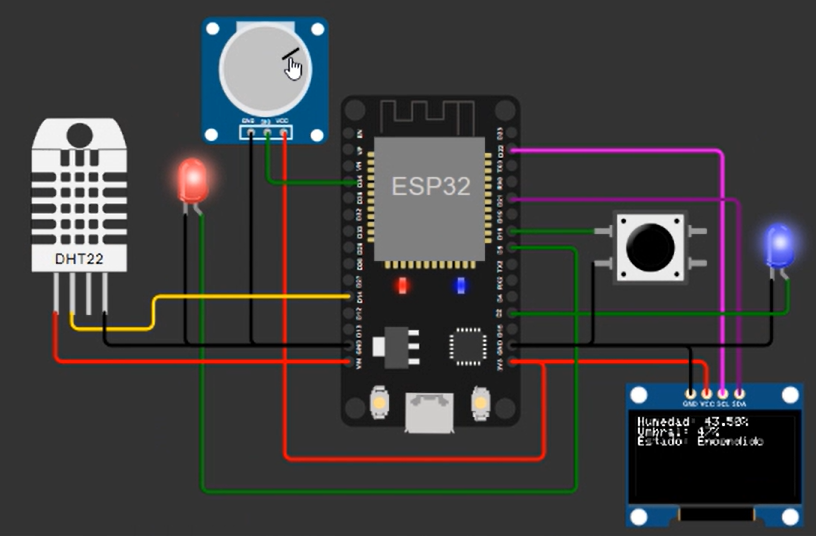 GND SIG VCC
ESP32
DHT22
EN
VP
VN
D34
D35
D32
D33
D25
D26
D27
D14
D12
D13
GND
VIN
D23
D22
TX0
RX0
D21
D19
D18
D5
TX2
RX2
D4
D2
D15
GND
3V3
GND VCC SCL SDA
Humedad: 43.50%
Umbral: 47%
Estado: Encendido